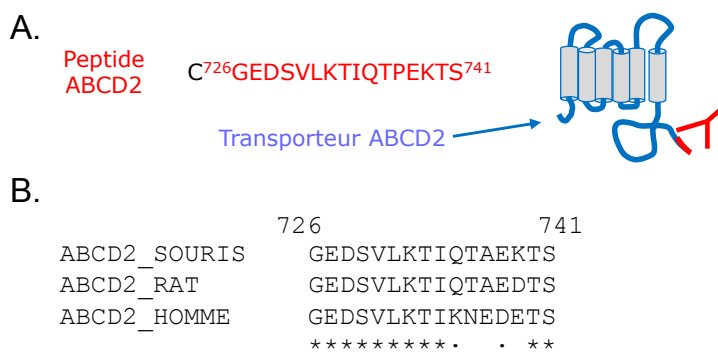 A.
Peptide
ABCD2
C726GEDSVLKTIQTPEKTS741
Transporteur ABCD2
B.
726 741
ABCD2_SOURIS GEDSVLKTIQTAEKTS
ABCD2_RAT GEDSVLKTIQTAEDTS
ABCD2_HOMME GEDSVLKTIKNEDETS
*********. . **